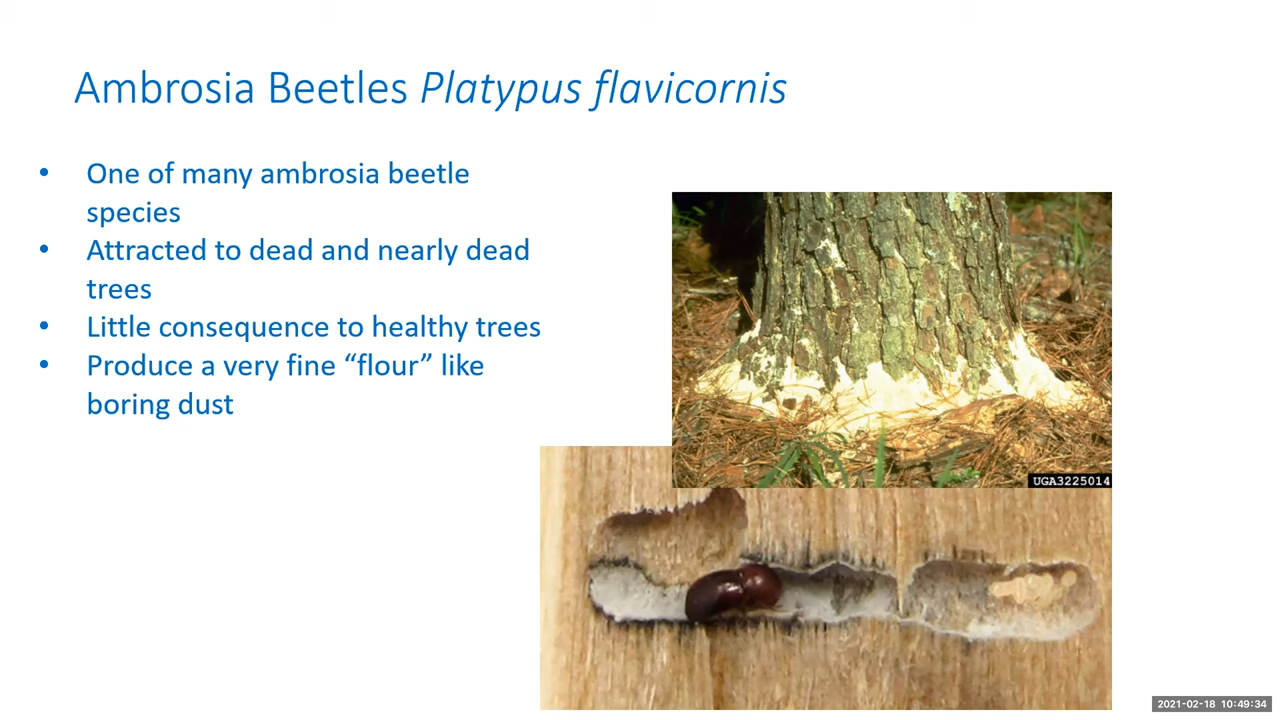 Ambrosia Beetles Platypus flavicornis
• One of many ambrosia beetle
species
• Attracted to dead and nearly dead
trees
• Little consequence to healthy trees
• Produce a very fine “flour” like
boring dust
UGA3225014
2021-02-18 10:49:34